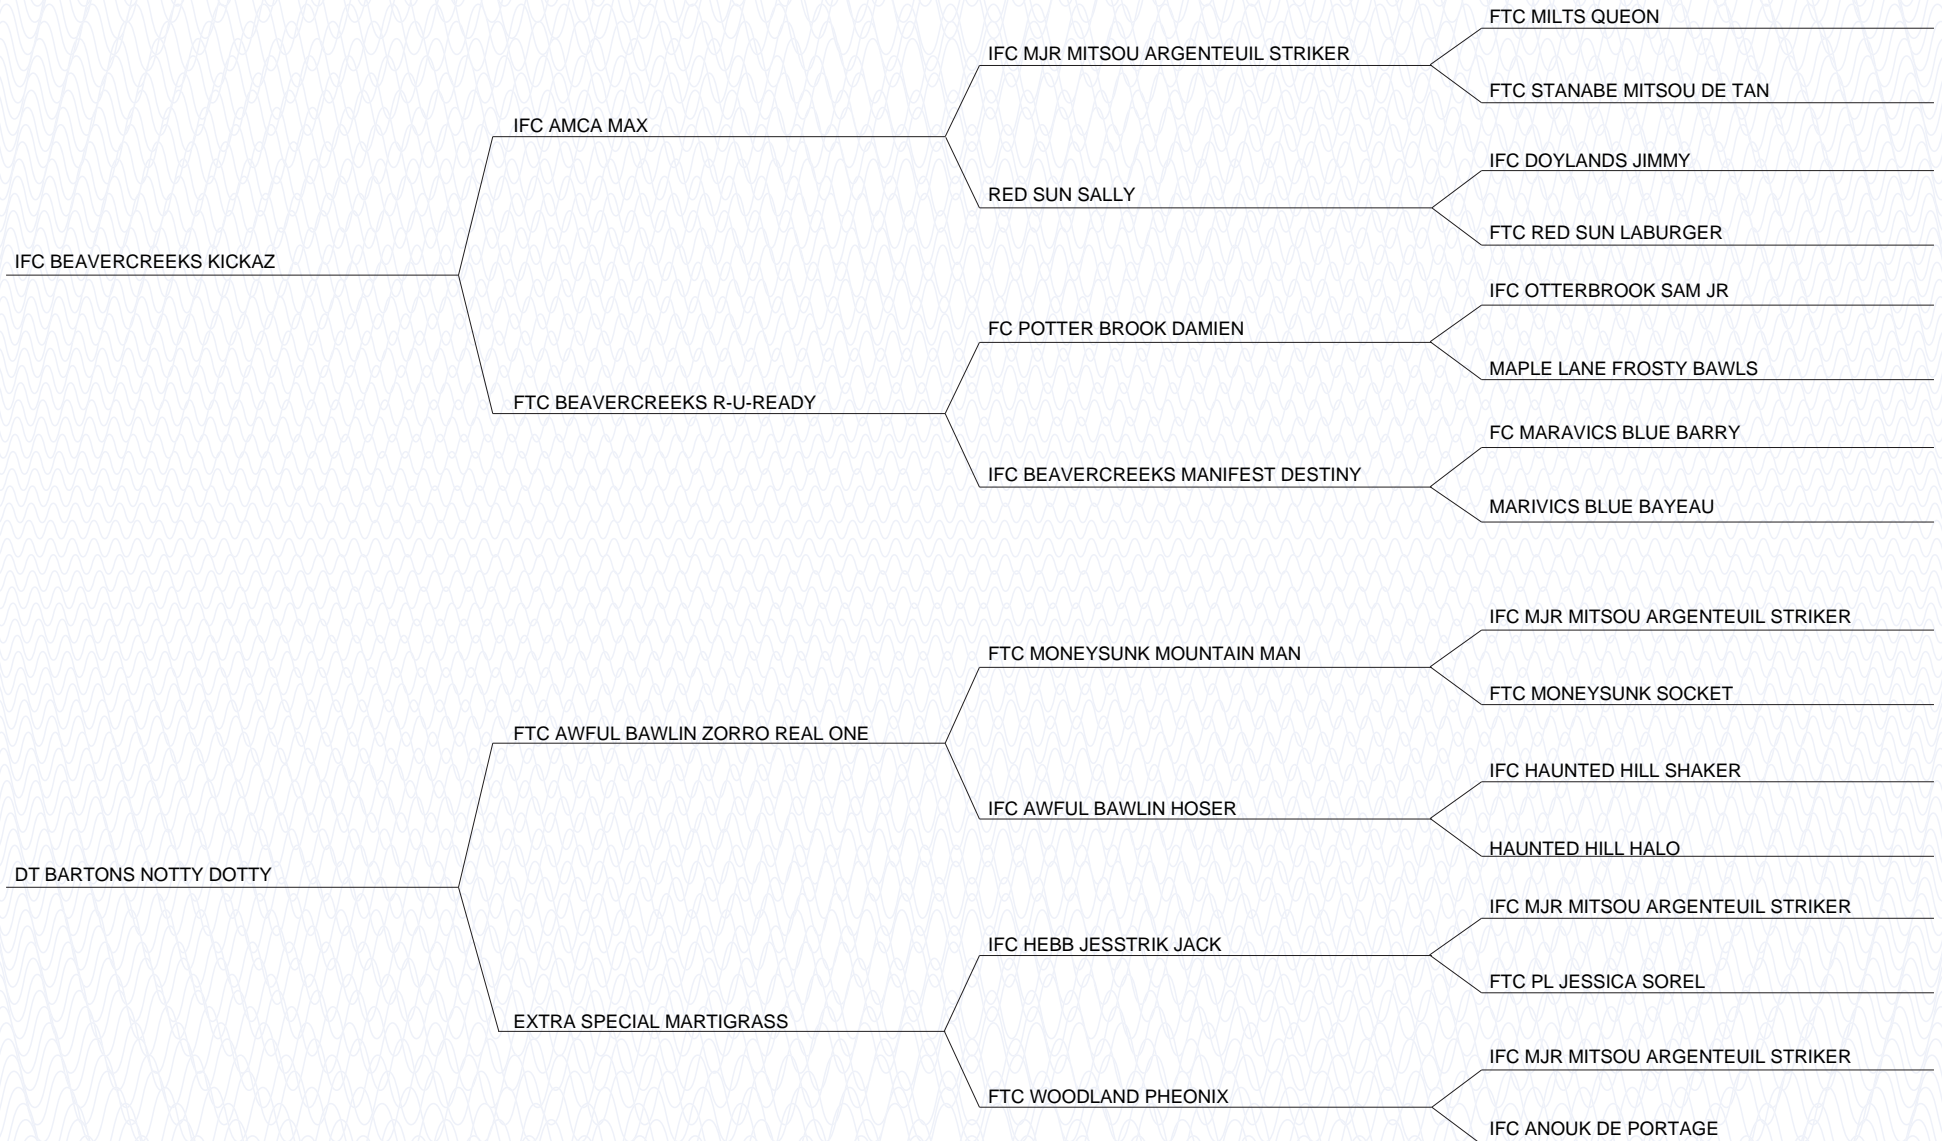 FTC MILTS QUEON
IFC MJR MITSOU ARGENTEUIL STRIKER
FTC STANABE MITSOU DE TAN
IFC AMCA MAX
IFC DOYLANDS JIMMY
RED SUN SALLY
FTC RED SUN LABURGER
IFC BEAVERCREEKS KICKAZ
IFC OTTERBROOK SAM JR
FC POTTER BROOK DAMIEN
MAPLE LANE FROSTY BAWLS
FTC BEAVERCREEKS R-U-READY
FC MARAVICS BLUE BARRY
IFC BEAVERCREEKS MANIFEST DESTINY
MARIVICS BLUE BAYEAU
IFC MJR MITSOU ARGENTEUIL STRIKER
FTC MONEYSUNK MOUNTAIN MAN
FTC MONEYSUNK SOCKET
FTC AWFUL BAWLIN ZORRO REAL ONE
IFC HAUNTED HILL SHAKER
IFC AWFUL BAWLIN HOSER
HAUNTED HILL HALO
DT BARTONS NOTTY DOTTY
IFC MJR MITSOU ARGENTEUIL STRIKER
IFC HEBB JESSTRIK JACK
FTC PL JESSICA SOREL
EXTRA SPECIAL MARTIGRASS
IFC MJR MITSOU ARGENTEUIL STRIKER
FTC WOODLAND PHEONIX
IFC ANOUK DE PORTAGE